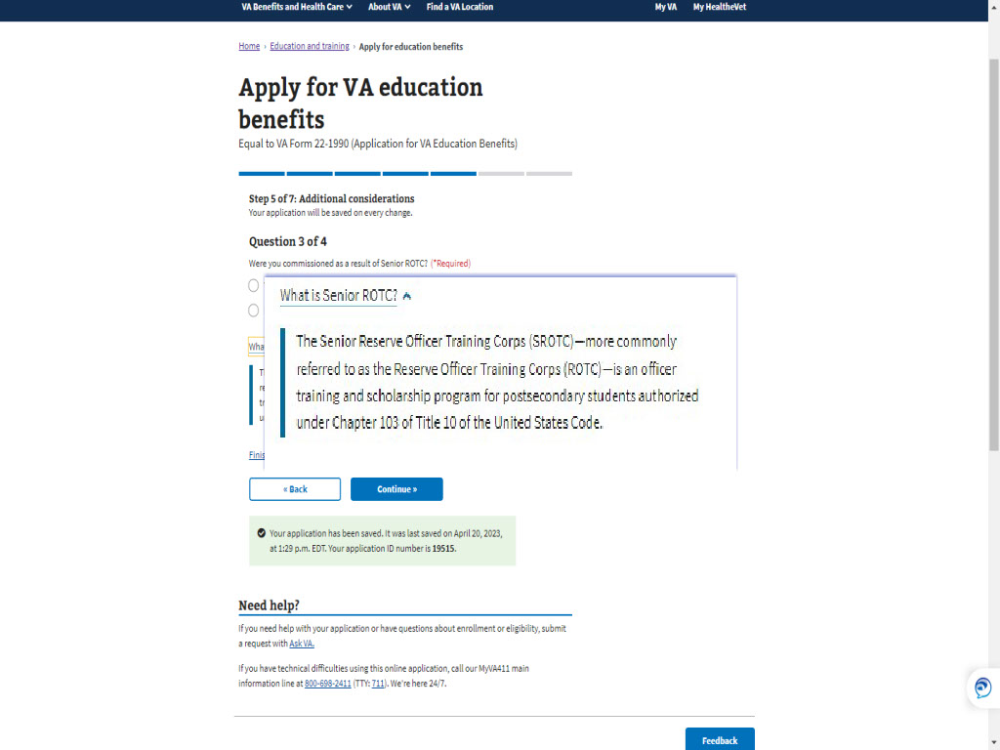 VA Benefits and Health Care About VA Find a VA Location My VA My HealtheVet
Home › Education and training › Apply for education benefits
Apply for VA education
benefits
Equal to VA Form 22-1990 (Application for VA Education Benefits)
Step 5 of 7: Additional considerations
Your application will be saved on every change.
Question 3 of 4
Were you commissioned as a result of Senior ROTC? (*Required)
What is Senior ROTC?
The Senior Reserve Officer Training Corps (SROTC)—more commonly
referred to as the Reserve Officer Training Corps (ROTC)—is an officer
training and scholarship program for postsecondary students authorized
under Chapter 103 of Title 10 of the United States Code.
« Back
Continue »
Your application has been saved. It was last saved on April 20, 2023,
at 1:29 p.m. EDT. Your application ID number is 19515.
Need help?
If you need help with your application or have questions about enrollment or eligibility, submit
a request with Ask VA.
If you have technical difficulties using this online application, call our MyVA411 main
information line at 800-698-2411 (TTY: 711). We're here 24/7.
Feedback